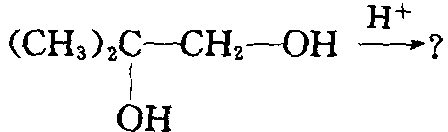 (CH₃)₂C—CH₂—OH H⁺ ⟶ ?
OH